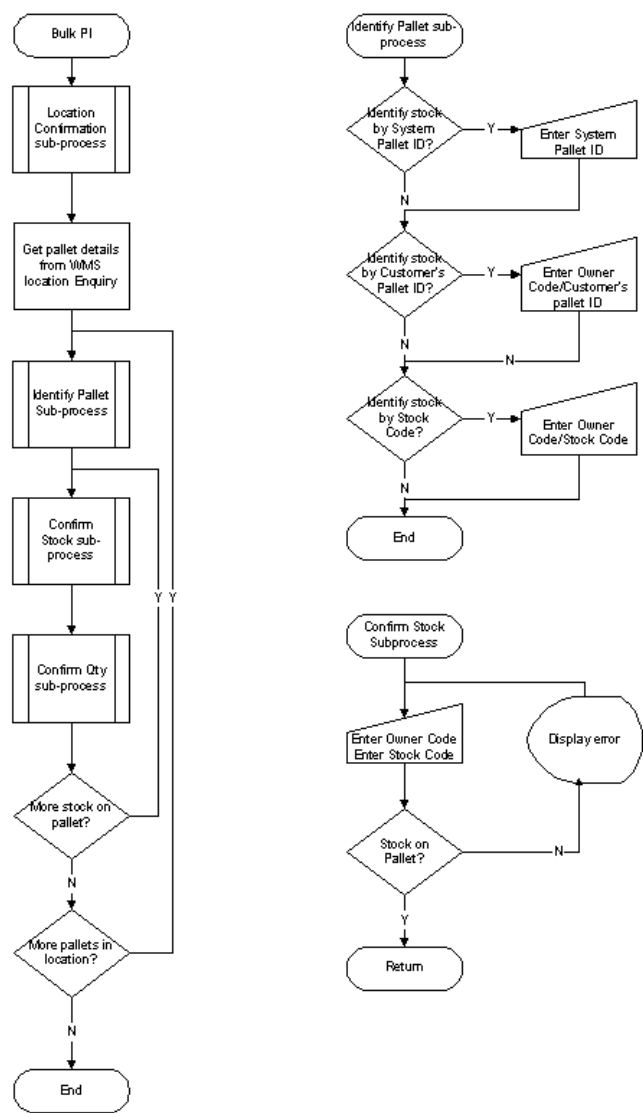 Bulk PI
Location
Confirmation
sub-process
Get pallet details
from WMS
location Enquiry
Identify Pallet
Sub-process
Confirm
Stock sub-
process
Confirm Qty
sub-process
Y Y
More stock on
pallet?
N
More pallets in
location?
N
End
Identify Pallet sub-
process
Identify stock
by System
Pallet ID?
Y
Enter System
Pallet ID
N
Identify stock
by Customer's
Pallet ID?
Y
Enter Owner
Code/Customer's
pallet ID
N
N
Identify stock
by Stock
Code?
Y
Enter Owner
Code/Stock Code
N
End
Confirm Stock
Subprocess
Enter Owner Code
Enter Stock Code
Display error
Stock on
Pallet?
N
Y
Return